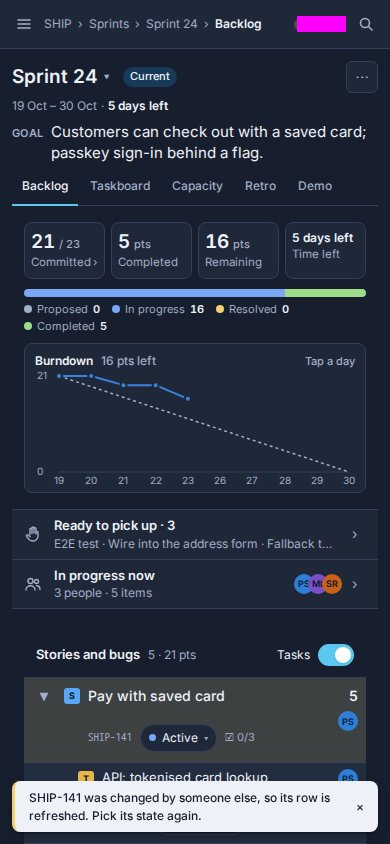 SHIP › Sprints › Sprint 24 › Backlog
Sprint 24 ▾ Current ...
19 Oct – 30 Oct · 5 days left
GOAL Customers can check out with a saved card;
passkey sign-in behind a flag.
Backlog Taskboard Capacity Retro Demo
21 / 23 5 pts 16 pts 5 days left
Committed › Completed Remaining Time left
Proposed 0 In progress 16 Resolved 0
Completed 5
Burndown 16 pts left Tap a day
21
0
19 20 21 22 23 26 27 28 29 30
Ready to pick up · 3
E2E test · Wire into the address form · Fallback t... ›
In progress now
3 people · 5 items PS ML SR ›
Stories and bugs 5 · 21 pts Tasks
▼ S Pay with saved card 5
PS
SHIP-141 Active ▾ ☑ 0/3
T API: tokenised card lookup PS
SHIP-141 was changed by someone else, so its row is
refreshed. Pick its state again. ×